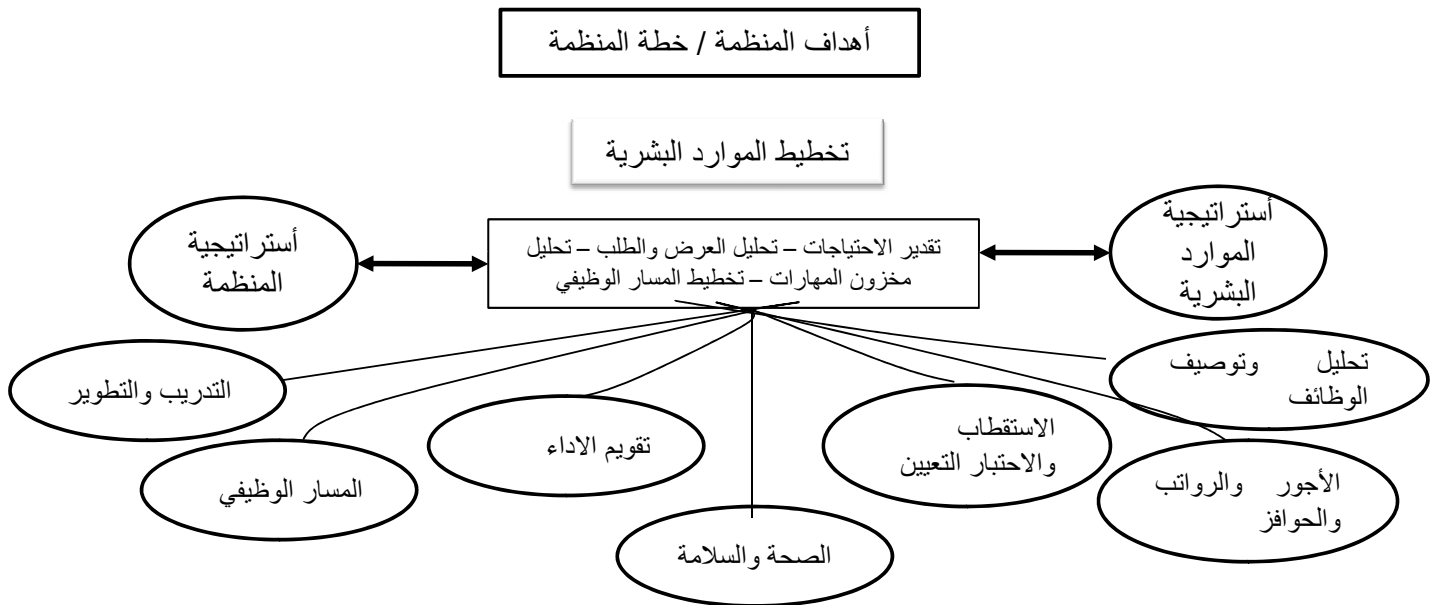 أهداف المنظمة / خطة المنظمة
تخطيط الموارد البشرية
أستراتيجية
الموارد
البشرية
تقدير الاحتياجات – تحليل العرض والطلب – تحليل
مخزون المهارات – تخطيط المسار الوظيفي
أستراتيجية
المنظمة
تحليل وتوصيف
الوظائف
الأجور والرواتب
والحوافز
الاستقطاب
والاحتبار التعيين
الصحة والسلامة
تقويم الاداء
المسار الوظيفي
التدريب والتطوير